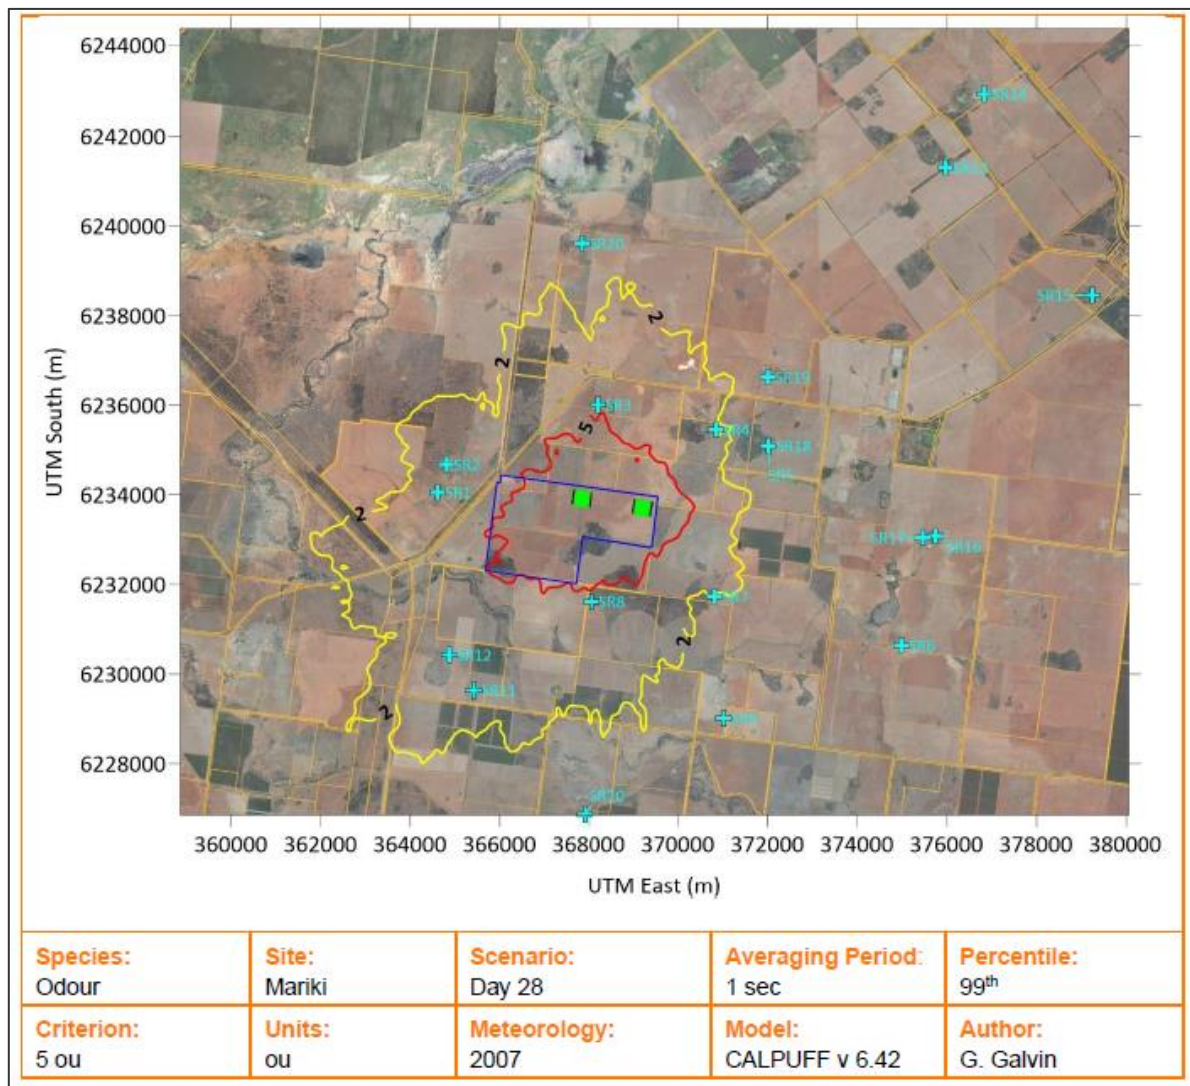 6244000
SR14
6242000
6240000
SR20
6238000
SR15
2
2
UTM South (m)
6236000
SR3
SR19
5
SR4
SR18
SR2
SR5
6234000
SR1
2
SR17
SR16
6232000
SR8
2
SR12
6230000
SR11
2
6228000
SR10
360000 362000 364000 366000 368000 370000 372000 374000 376000 378000 380000
UTM East (m)
Species: Site: Scenario: Averaging Period: Percentile:
Odour Mariki Day 28 1 sec 99th
Criterion: Units: Meteorology: Model: Author:
5 ou ou 2007 CALPUFF v 6.42 G. Galvin